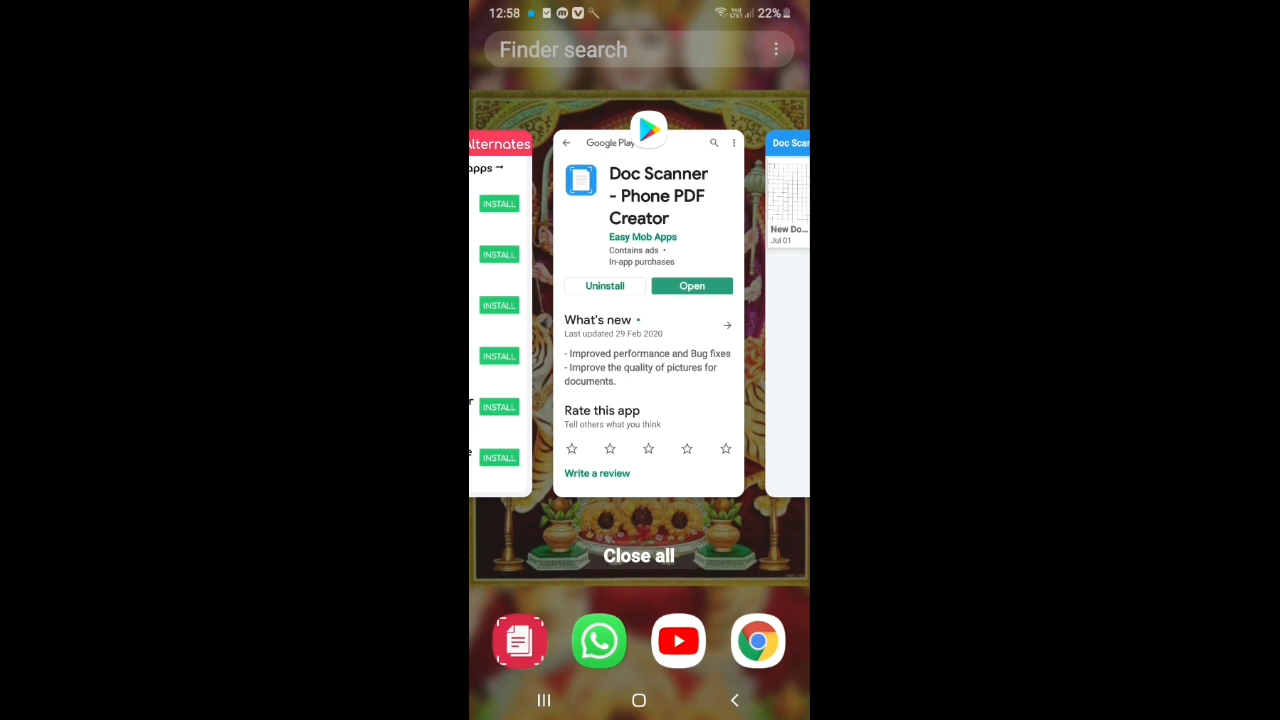 12:58
Vo)) LTE1 22%
Finder search
Alternates
apps →
INSTALL
INSTALL
INSTALL
INSTALL
INSTALL
INSTALL
Google Play
Doc Scanner
- Phone PDF
Creator
Easy Mob Apps
Contains ads •
In-app purchases
Uninstall
Open
What's new •
Last updated 29 Feb 2020
- Improved performance and Bug fixes
- Improve the quality of pictures for
documents.
Rate this app
Tell others what you think
Write a review
Doc Scan
New Do...
Jul 01
Close all